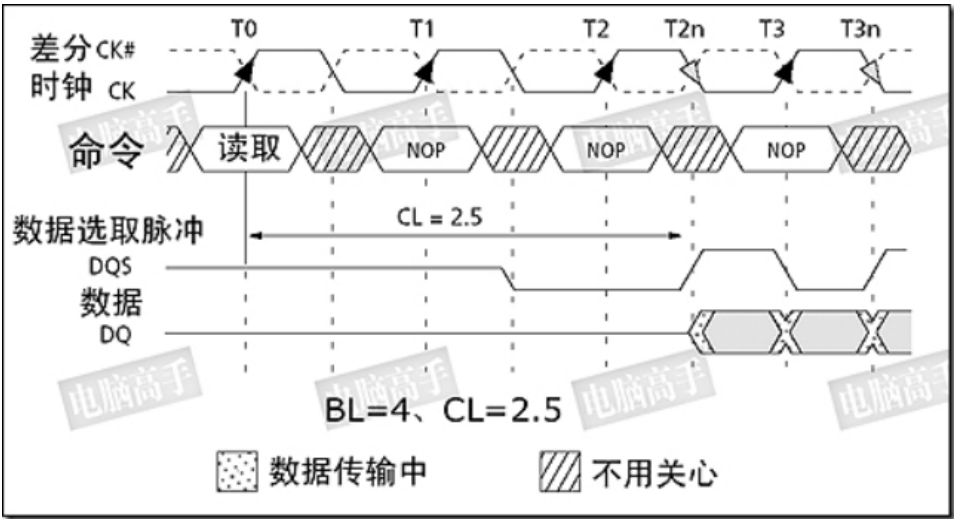 T0 T1 T2 T2n T3 T3n
差分CK#
时钟 CK
命令 读取 NOP NOP NOP
CL = 2.5
数据选取脉冲
DQS
数据
DQ
电脑高手 电脑高手 电脑高手 电脑高手
电脑高手 电脑高手 电脑高手 电脑高手
BL=4、CL=2.5
数据传输中 不用关心